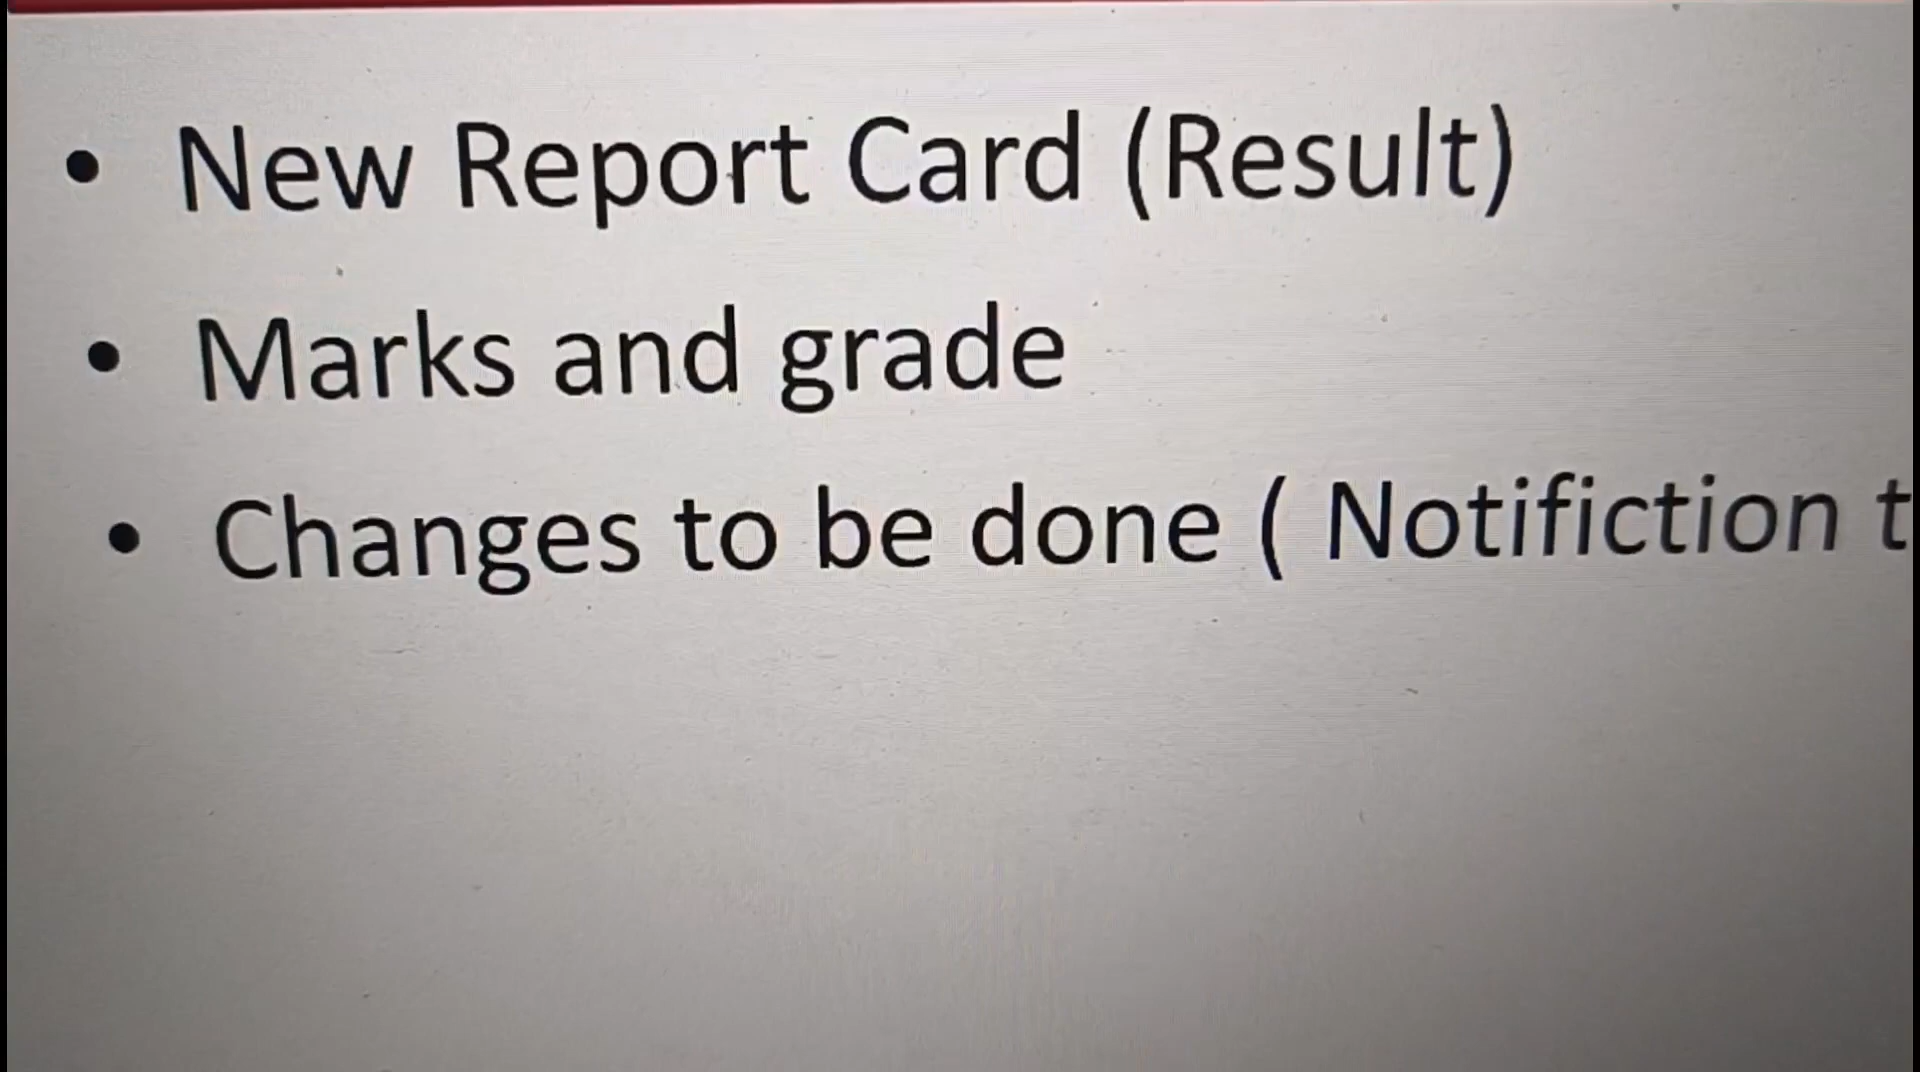 • New Report Card (Result)
• Marks and grade
• Changes to be done ( Notifiction t